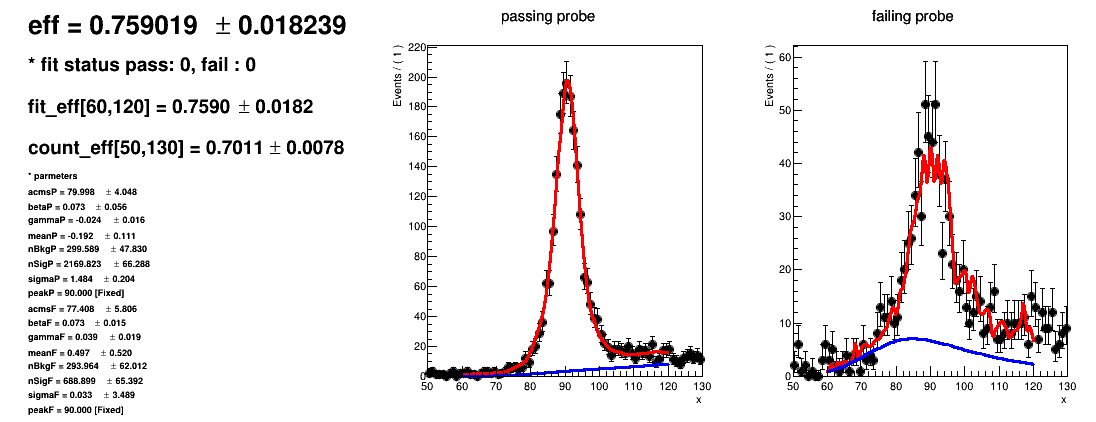 eff = 0.759019 ± 0.018239
* fit status pass: 0, fail : 0
fit_eff[60,120] = 0.7590 ± 0.0182
count_eff[50,130] = 0.7011 ± 0.0078
* parmeters
acmsP = 79.998 ± 4.048
betaP = 0.073 ± 0.056
gammaP = -0.024 ± 0.016
meanP = -0.192 ± 0.111
nBkgP = 299.589 ± 47.830
nSigP = 2169.823 ± 66.288
sigmaP = 1.484 ± 0.204
peakP = 90.000 [Fixed]
acmsF = 77.408 ± 5.806
betaF = 0.073 ± 0.015
gammaF = 0.039 ± 0.019
meanF = 0.497 ± 0.520
nBkgF = 293.964 ± 62.012
nSigF = 688.899 ± 65.392
sigmaF = 0.033 ± 3.489
peakF = 90.000 [Fixed]
passing probe
Events / ( 1 )
220
200
180
160
140
120
100
80
60
40
20
0
50 60 70 80 90 100 110 120 130
x
failing probe
Events / ( 1 )
60
50
40
30
20
10
0
50 60 70 80 90 100 110 120 130
x